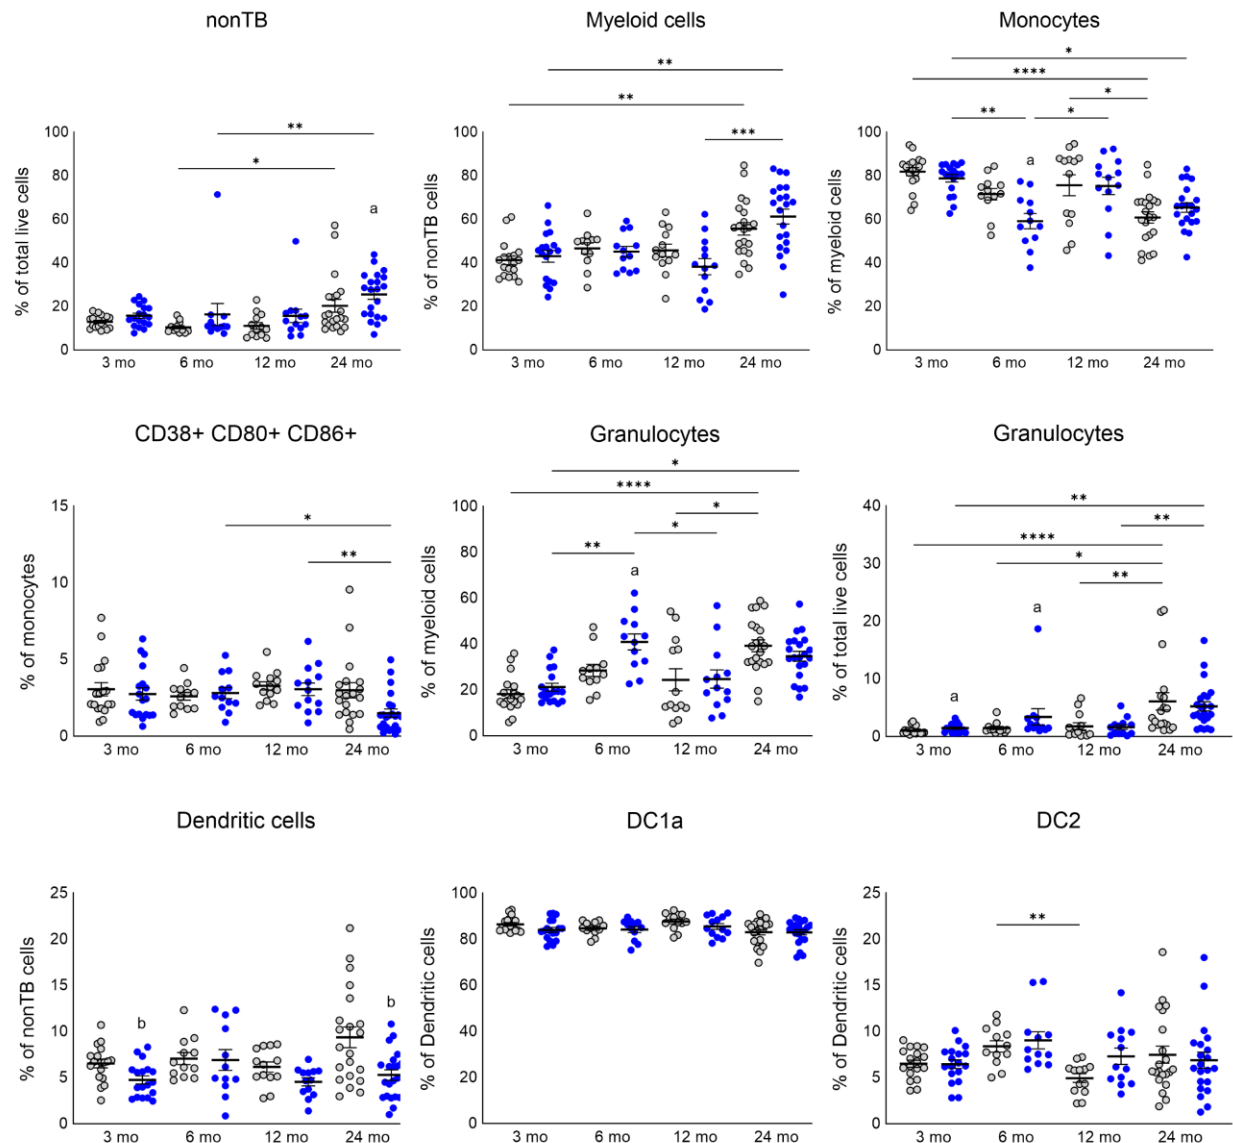 nonTB
Myeloid cells
Monocytes
% of total live cells
100
80
60
40
20
0
**
*
a
3 mo
6 mo
12 mo
24 mo
% of nonTB cells
100
80
60
40
20
0
**
**
***
3 mo
6 mo
12 mo
24 mo
% of myeloid cells
100
80
60
40
20
0
*
****
*
**
*
a
3 mo
6 mo
12 mo
24 mo
CD38+ CD80+ CD86+
Granulocytes
Granulocytes
% of monocytes
15
10
5
0
*
**
3 mo
6 mo
12 mo
24 mo
% of myeloid cells
100
80
60
40
20
0
*
****
*
*
**
a
3 mo
6 mo
12 mo
24 mo
% of total live cells
40
30
20
10
0
**
**
****
*
**
a
a
3 mo
6 mo
12 mo
24 mo
Dendritic cells
DC1a
DC2
% of nonTB cells
25
20
15
10
5
0
b
b
3 mo
6 mo
12 mo
24 mo
% of Dendritic cells
100
80
60
40
20
0
3 mo
6 mo
12 mo
24 mo
% of Dendritic cells
25
20
15
10
5
0
**
3 mo
6 mo
12 mo
24 mo